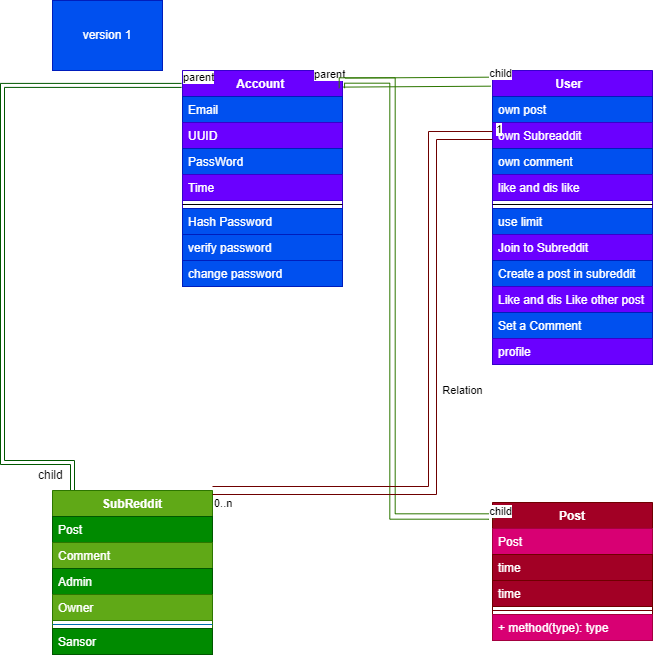 version 1
parent
Account
Email
UUID
PassWord
Time
Hash Password
verify password
change password
parent
child
User
own post
1
own Subreaddit
own comment
like and dis like
use limit
Join to Subreddit
Create a post in subreddit
Like and dis Like other post
Set a Comment
profile
Relation
child
SubReddit
0..n
Post
Comment
Admin
Owner
Sansor
child
Post
Post
time
time
+ method(type): type